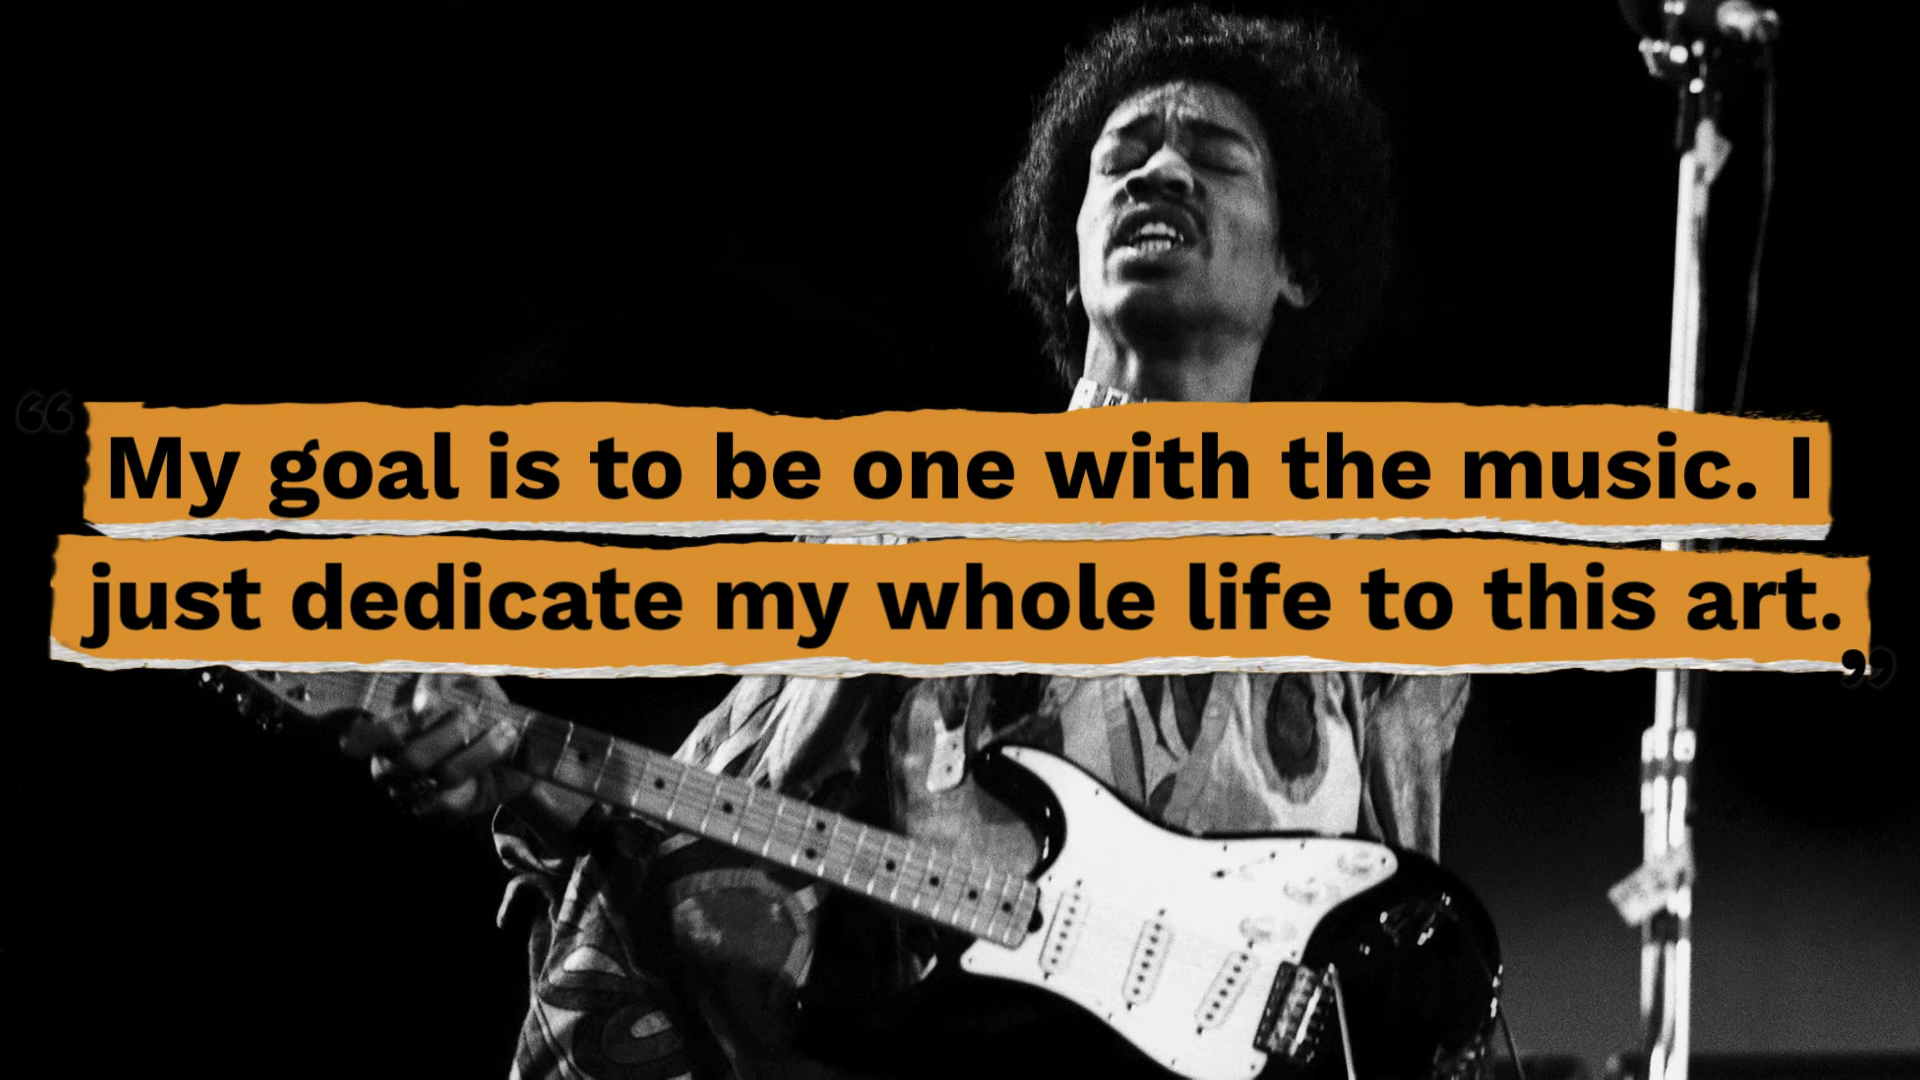 “My goal is to be one with the music. I
just dedicate my whole life to this art.”